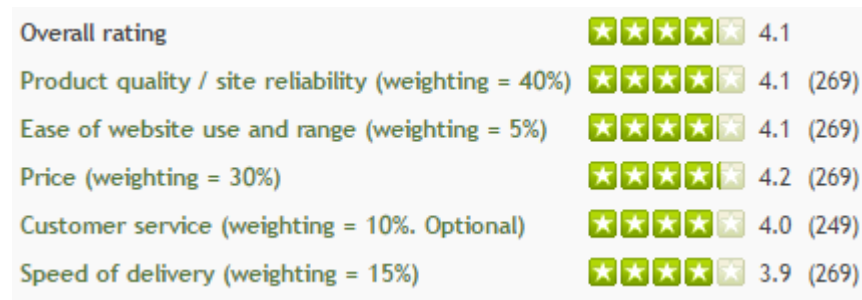 Overall rating 4.1
Product quality / site reliability (weighting = 40%) 4.1 (269)
Ease of website use and range (weighting = 5%) 4.1 (269)
Price (weighting = 30%) 4.2 (269)
Customer service (weighting = 10%. Optional) 4.0 (249)
Speed of delivery (weighting = 15%) 3.9 (269)